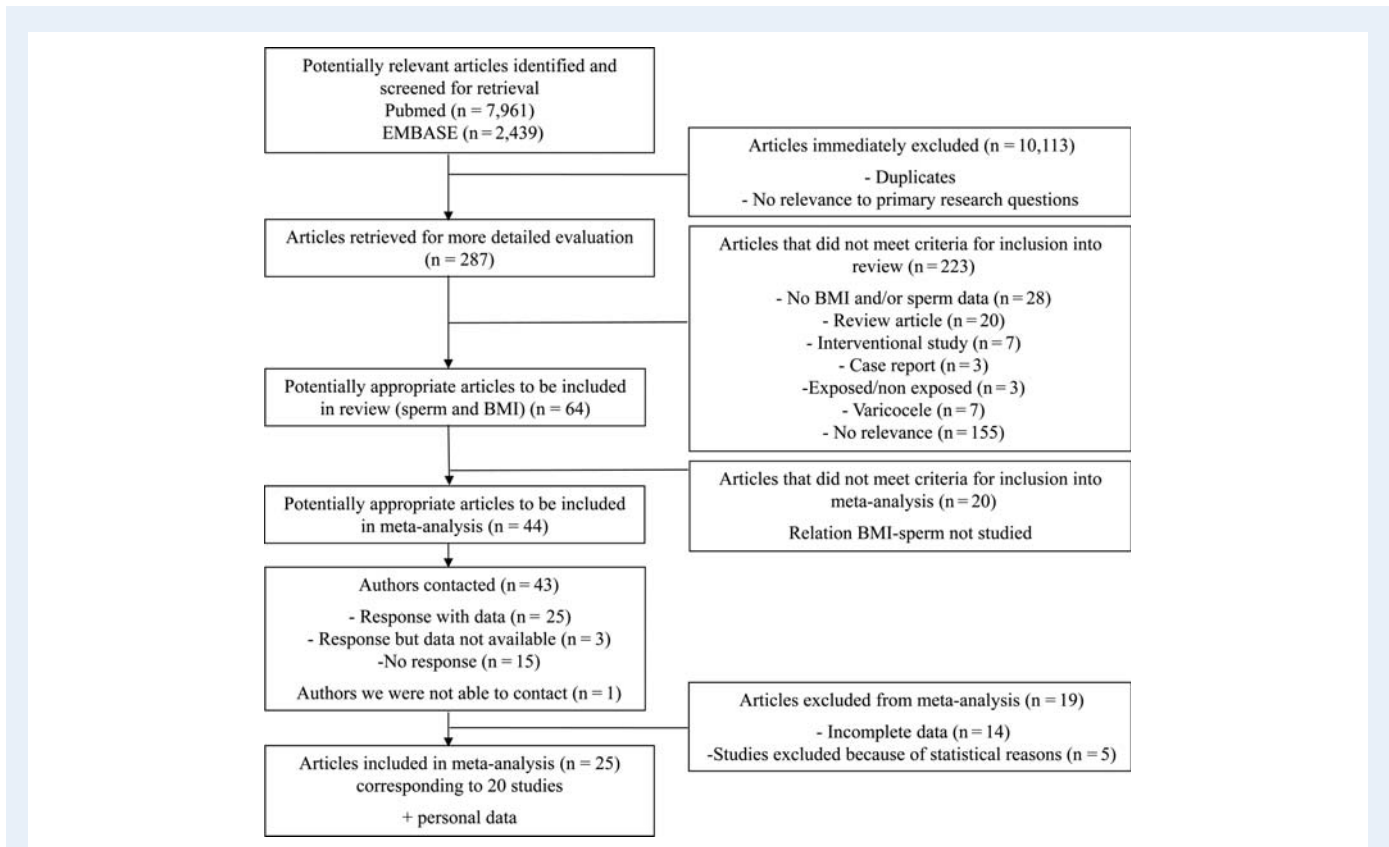 Potentially relevant articles identified and
screened for retrieval
Pubmed (n = 7,961)
EMBASE (n = 2,439)
Articles immediately excluded (n = 10,113)
- Duplicates
- No relevance to primary research questions
Articles retrieved for more detailed evaluation
(n = 287)
Articles that did not meet criteria for inclusion into
review (n = 223)
- No BMI and/or sperm data (n = 28)
- Review article (n = 20)
- Interventional study (n = 7)
- Case report (n = 3)
-Exposed/non exposed (n = 3)
- Varicocele (n = 7)
- No relevance (n = 155)
Potentially appropriate articles to be included
in review (sperm and BMI) (n = 64)
Articles that did not meet criteria for inclusion into
meta-analysis (n = 20)
Relation BMI-sperm not studied
Potentially appropriate articles to be included
in meta-analysis (n = 44)
Authors contacted (n = 43)
- Response with data (n = 25)
- Response but data not available (n = 3)
-No response (n = 15)
Authors we were not able to contact (n = 1)
Articles excluded from meta-analysis (n = 19)
- Incomplete data (n = 14)
-Studies excluded because of statistical reasons (n = 5)
Articles included in meta-analysis (n = 25)
corresponding to 20 studies
+ personal data